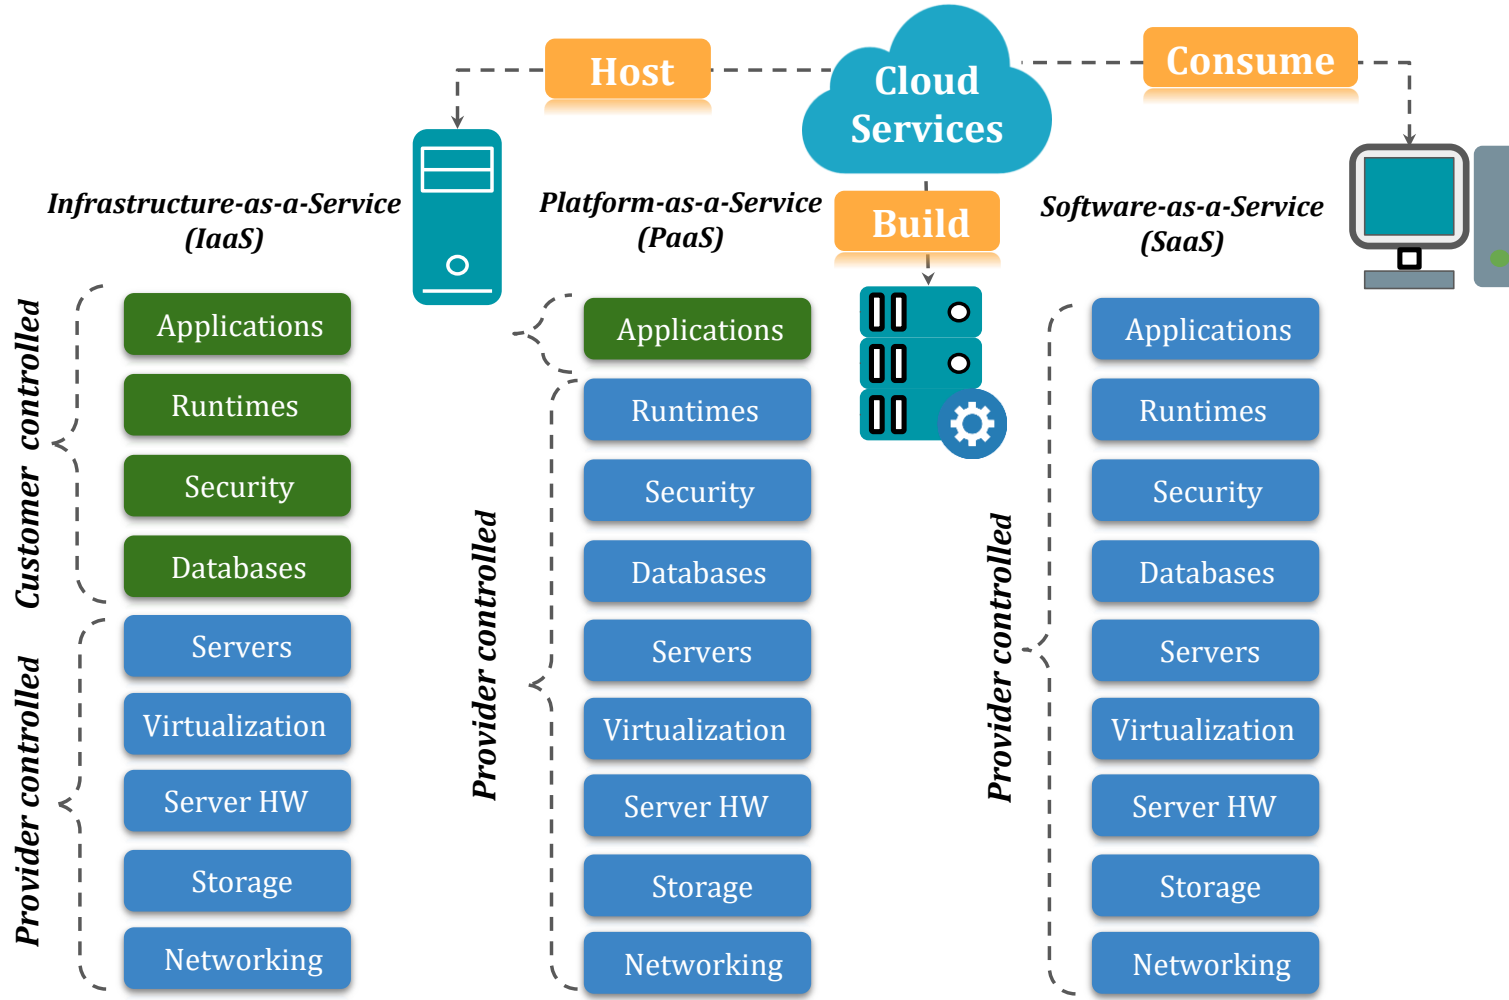 Host
Cloud
Services
Consume
Build
Infrastructure-as-a-Service
(IaaS)
Customer controlled
Applications
Runtimes
Security
Databases
Provider controlled
Servers
Virtualization
Server HW
Storage
Networking
Platform-as-a-Service
(PaaS)
Applications
Provider controlled
Runtimes
Security
Databases
Servers
Virtualization
Server HW
Storage
Networking
Software-as-a-Service
(SaaS)
Provider controlled
Applications
Runtimes
Security
Databases
Servers
Virtualization
Server HW
Storage
Networking